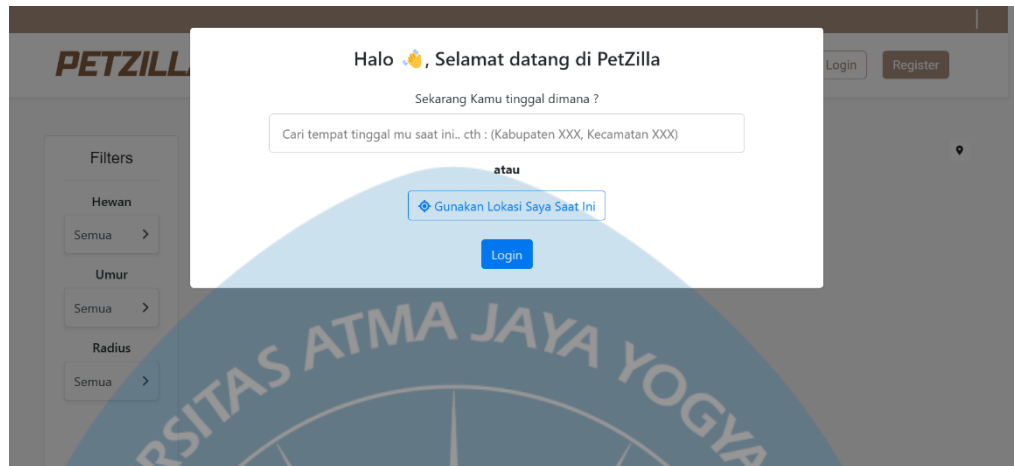 PETZILL
Halo 👋, Selamat datang di PetZilla
Login
Register
Sekarang Kamu tinggal dimana ?
Cari tempat tinggal mu saat ini.. cth : (Kabupaten XXX, Kecamatan XXX)
atau
Gunakan Lokasi Saya Saat Ini
Login
Filters
Hewan
Semua
Umur
Semua
Radius
Semua
RSITAS ATMA JAYA YOGYA